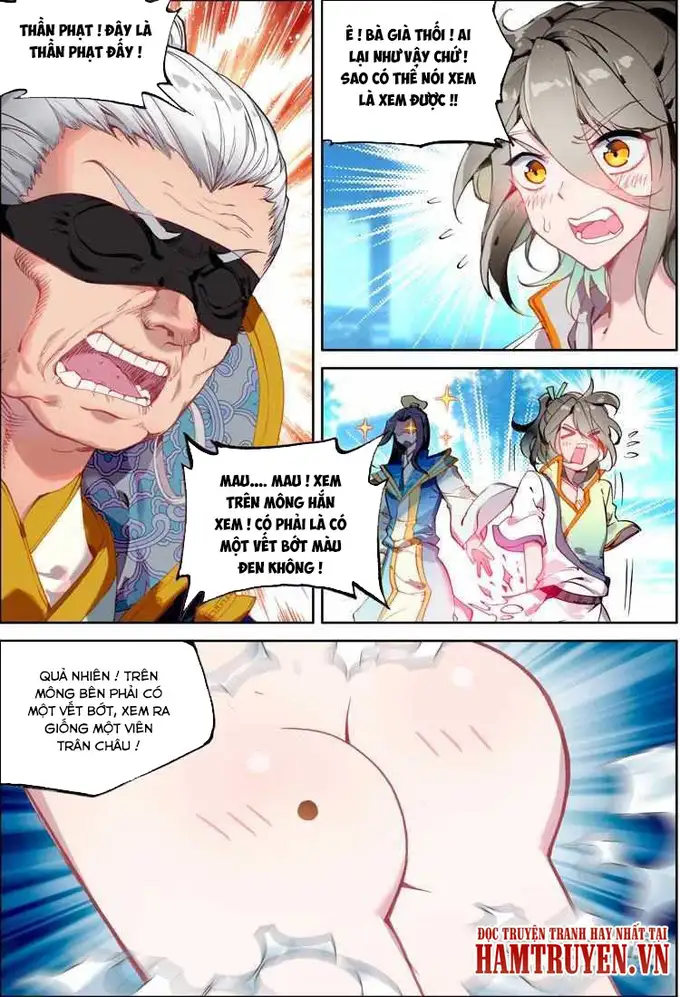 THẦN PHẠT ! ĐÂY LÀ
THẦN PHẠT ĐẤY !
Ê ! BÀ GIÀ THỐI ! AI
LẠI NHƯ VẬY CHỨ !
SAO CÓ THỂ NÓI XEM
LÀ XEM ĐƯỢC !!
MAU.... MAU ! XEM
TRÊN MÔNG HẮN
XEM ! CÓ PHẢI LÀ CÓ
MỘT VẾT BỚT MÀU
ĐEN KHÔNG !
QUẢ NHIÊN ! TRÊN
MÔNG BÊN PHẢI CÓ
MỘT VẾT BỚT, XEM RA
GIỐNG MỘT VIÊN
TRÂN CHÂU !
ĐỌC TRUYỆN TRANH HAY NHẤT TẠI
HAMTRUYEN.VN